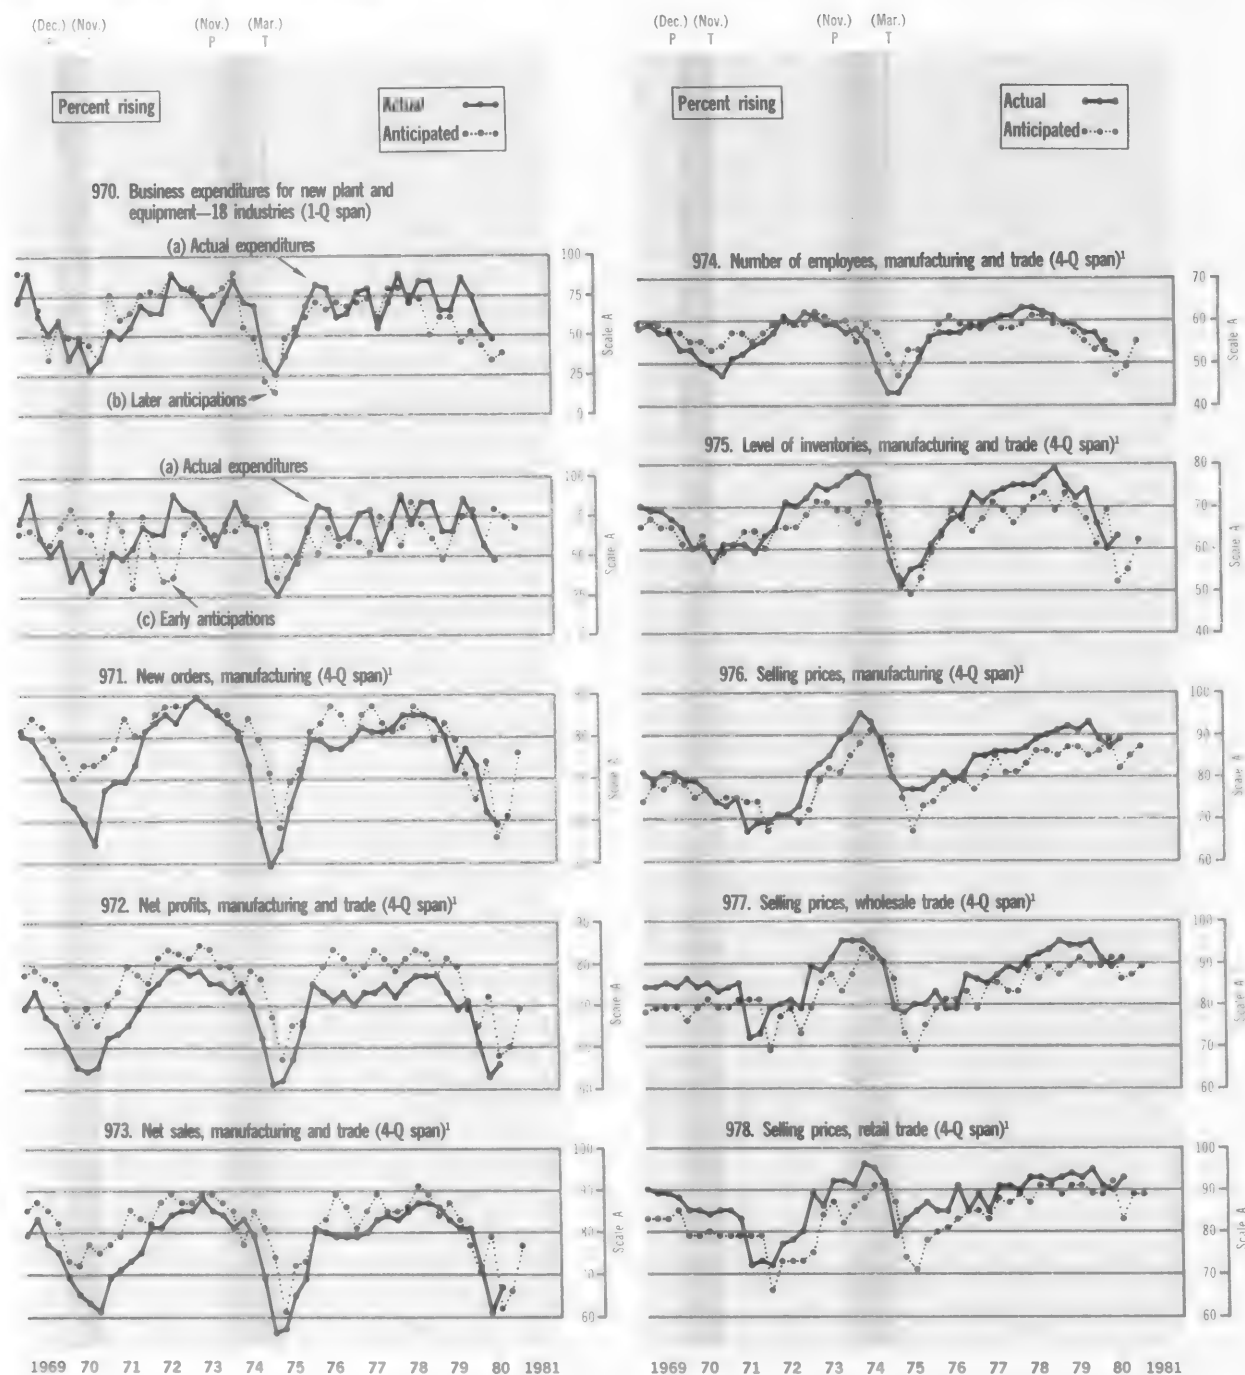 (Dec.) (Nov.)
(Nov.)
P
(Mar.)
T
Percent rising
Actual
Anticipated
970. Business expenditures for new plant and
equipment—18 industries (1-Q span)
(a) Actual expenditures
(b) Later anticipations
100
75
50
25
0
Scale A
(a) Actual expenditures
(c) Early anticipations
Scale A
971. New orders, manufacturing (4-Q span)¹
972. Net profits, manufacturing and trade (4-Q span)¹
Scale A
973. Net sales, manufacturing and trade (4-Q span)¹
100
80
60
Scale A
1969 70 71 72 73 74 75 76 77 78 79 80 1981
(Dec.) (Nov.)
P T
(Nov.)
P
(Mar.)
T
Percent rising
Actual
Anticipated
974. Number of employees, manufacturing and trade (4-Q span)¹
70
60
50
40
Scale A
975. Level of inventories, manufacturing and trade (4-Q span)¹
80
70
60
50
40
Scale A
976. Selling prices, manufacturing (4-Q span)¹
100
90
80
70
60
Scale A
977. Selling prices, wholesale trade (4-Q span)¹
100
90
80
70
60
Scale A
978. Selling prices, retail trade (4-Q span)¹
100
90
80
70
60
Scale A
1969 70 71 72 73 74 75 76 77 78 79 80 1981